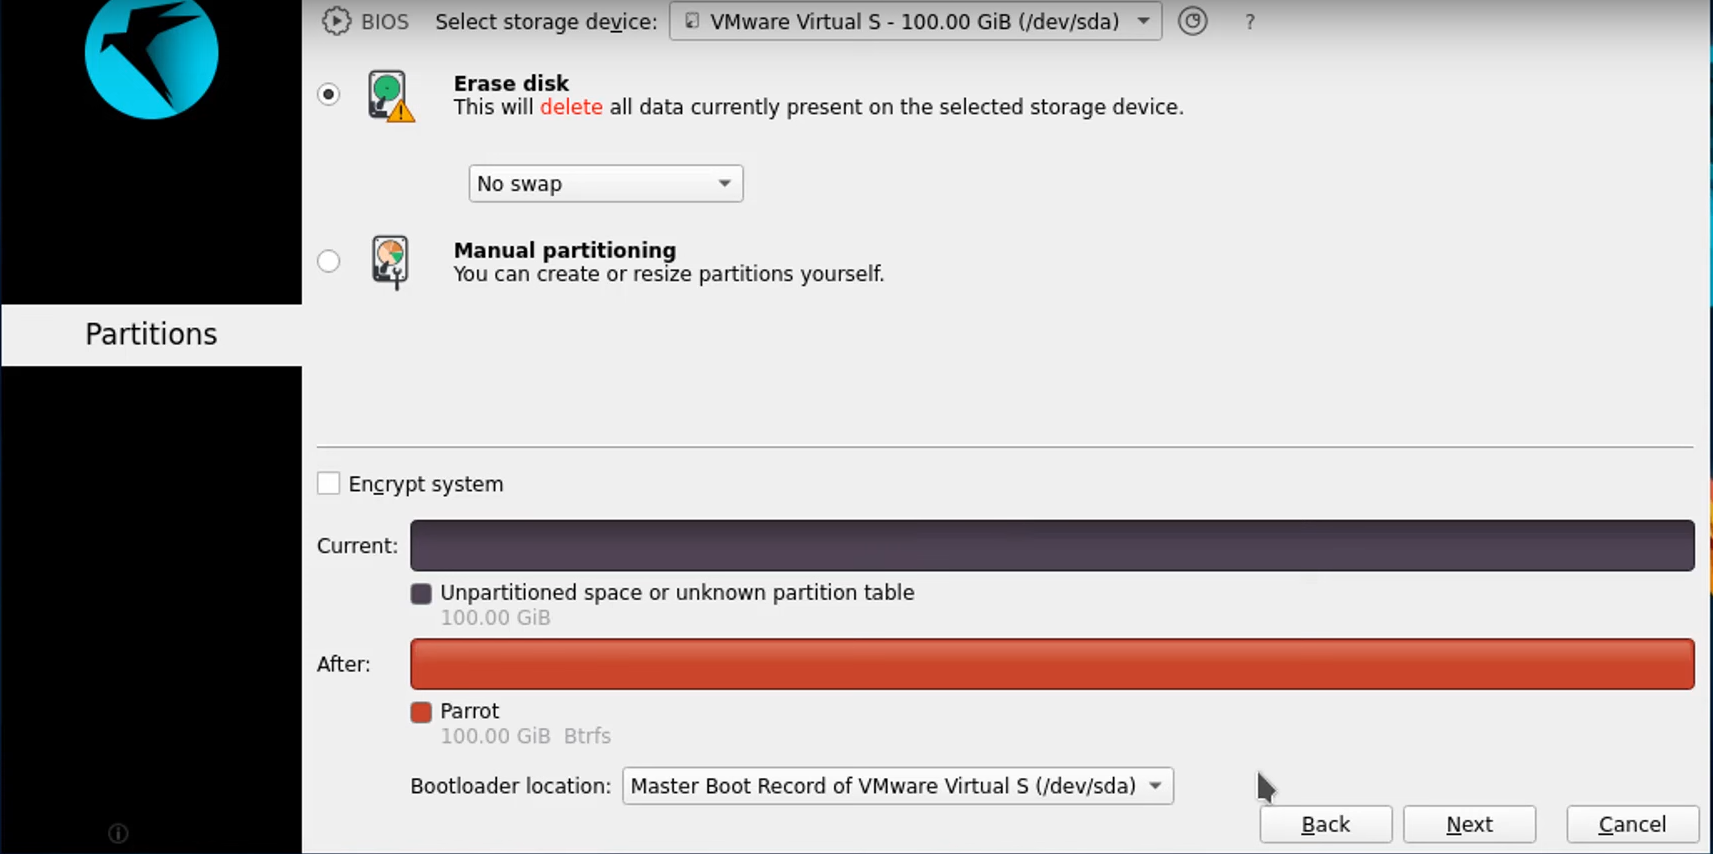 BIOS Select storage device: VMware Virtual S - 100.00 GiB (/dev/sda) ?
Erase disk
This will delete all data currently present on the selected storage device.
No swap
Manual partitioning
You can create or resize partitions yourself.
Partitions
Encrypt system
Current:
Unpartitioned space or unknown partition table
100.00 GiB
After:
Parrot
100.00 GiB Btrfs
Bootloader location: Master Boot Record of VMware Virtual S (/dev/sda)
Back Next Cancel